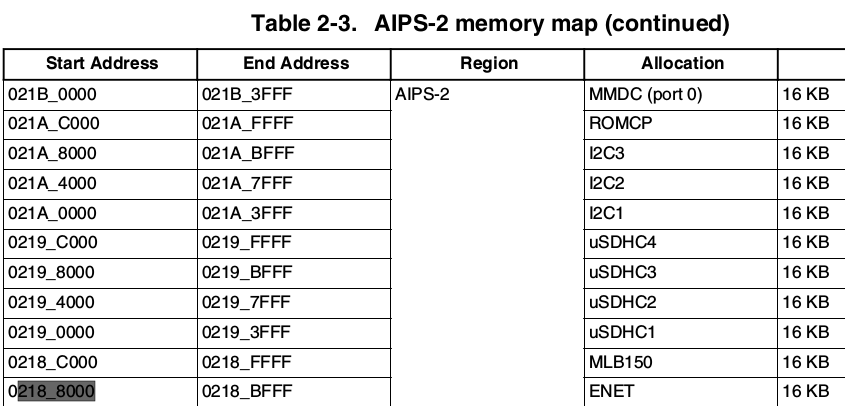 Table 2-3. AIPS-2 memory map (continued)
Start Address End Address Region Allocation
021B_0000 021B_3FFF AIPS-2 MMDC (port 0) 16 KB
021A_C000 021A_FFFF ROMCP 16 KB
021A_8000 021A_BFFF I2C3 16 KB
021A_4000 021A_7FFF I2C2 16 KB
021A_0000 021A_3FFF I2C1 16 KB
0219_C000 0219_FFFF uSDHC4 16 KB
0219_8000 0219_BFFF uSDHC3 16 KB
0219_4000 0219_7FFF uSDHC2 16 KB
0219_0000 0219_3FFF uSDHC1 16 KB
0218_C000 0218_FFFF MLB150 16 KB
0218_8000 0218_BFFF ENET 16 KB